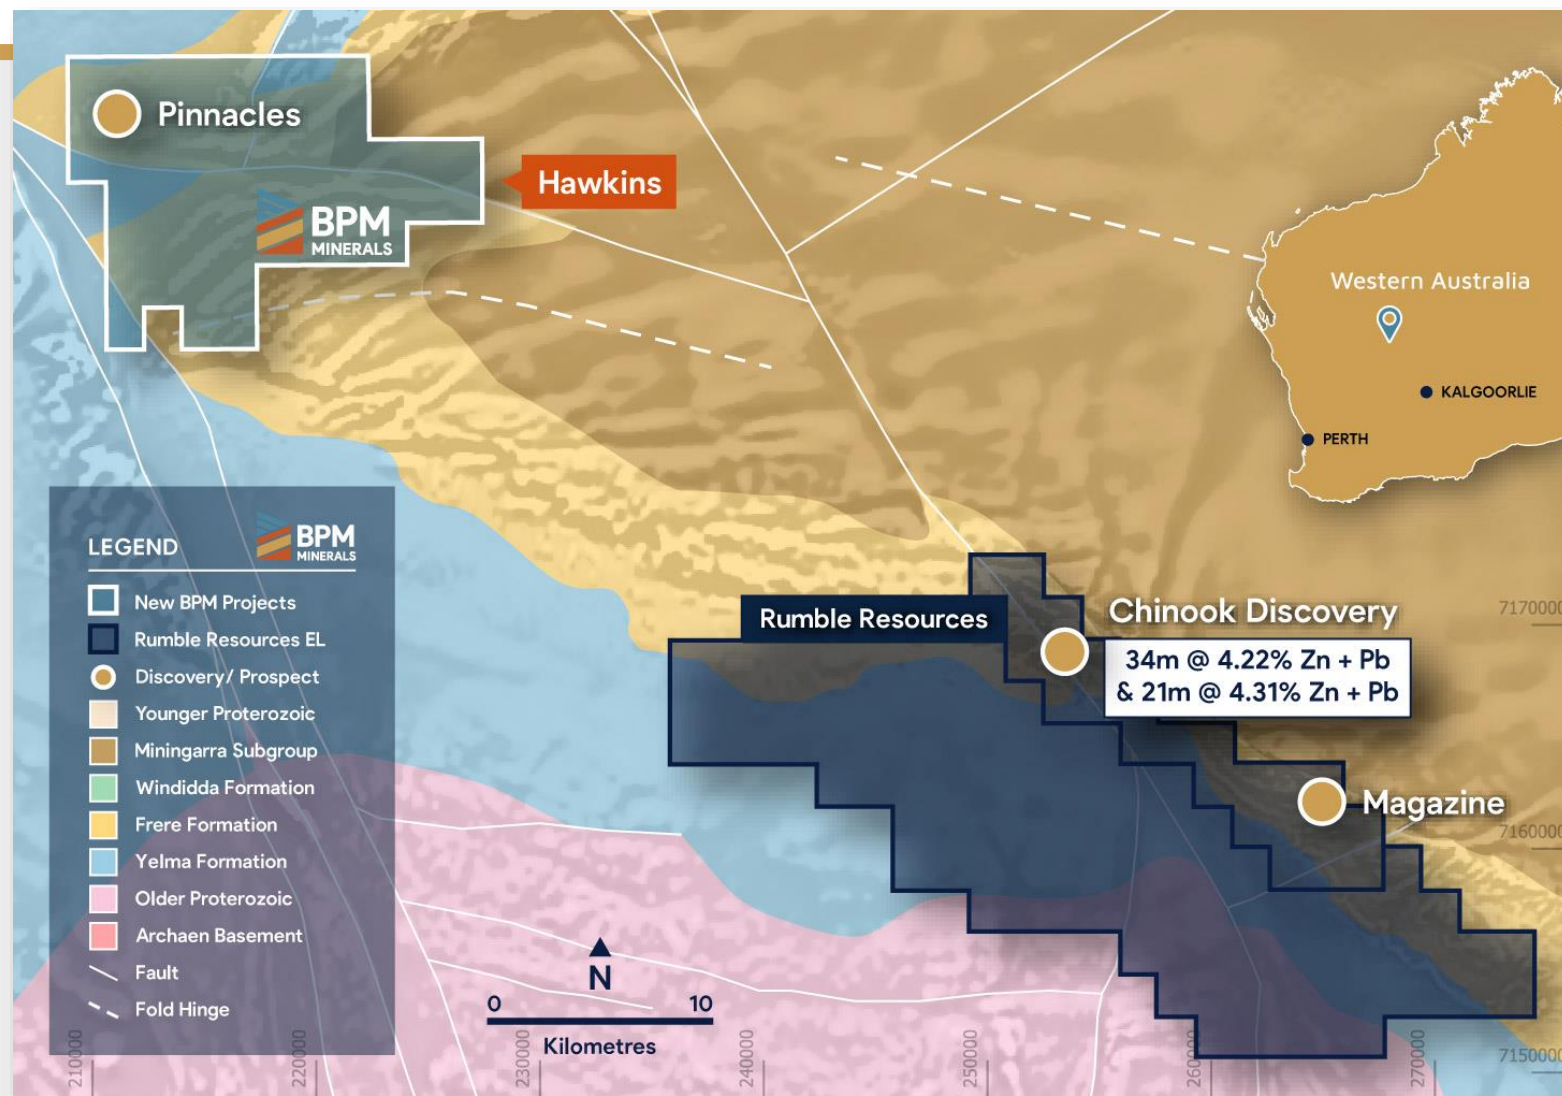 Pinnacles
Hawkins
BPM
MINERALS
Western Australia
KALGOORLIE
PERTH
LEGEND
BPM
MINERALS
New BPM Projects
Rumble Resources EL
Discovery/ Prospect
Younger Proterozoic
Miningarra Subgroup
Windidda Formation
Frere Formation
Yelma Formation
Older Proterozoic
Archaen Basement
Fault
Fold Hinge
Rumble Resources
Chinook Discovery
34m @ 4.22% Zn + Pb
& 21m @ 4.31% Zn + Pb
Magazine
N
0 10
Kilometres
7170000
7160000
7150000
210000
220000
230000
240000
250000
260000
270000